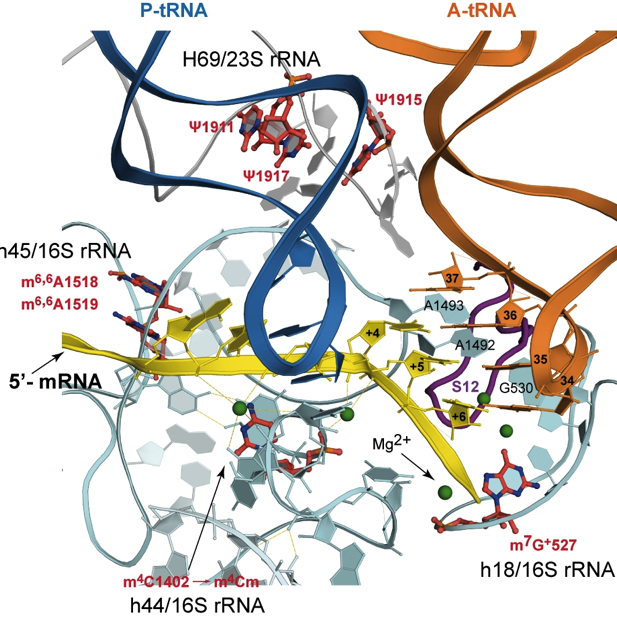 P-tRNA
A-tRNA
H69/23S rRNA
Ψ1915
Ψ1911
Ψ1917
h45/16S rRNA
m⁶,⁶A1518
m⁶,⁶A1519
37
A1493
36
+4
A1492
35
+5
5'- mRNA
S12
G530
34
+6
Mg²⁺
m⁷G⁺527
h18/16S rRNA
m⁴C1402 → m⁴Cm
h44/16S rRNA